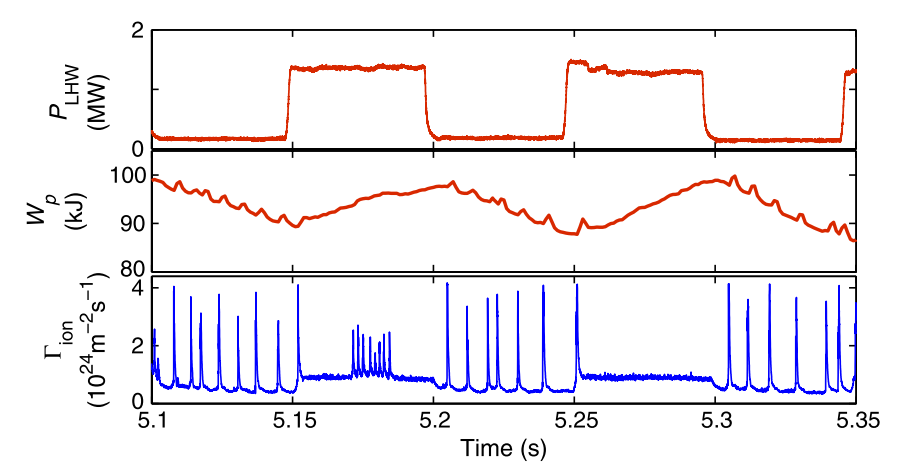 2
0
P_LHW
(MW)
100
90
80
W_p
(kJ)
4
2
0
Γ_ion
(10^24 m^−2 s^−1)
5.1 5.15 5.2 5.25 5.3 5.35
Time (s)